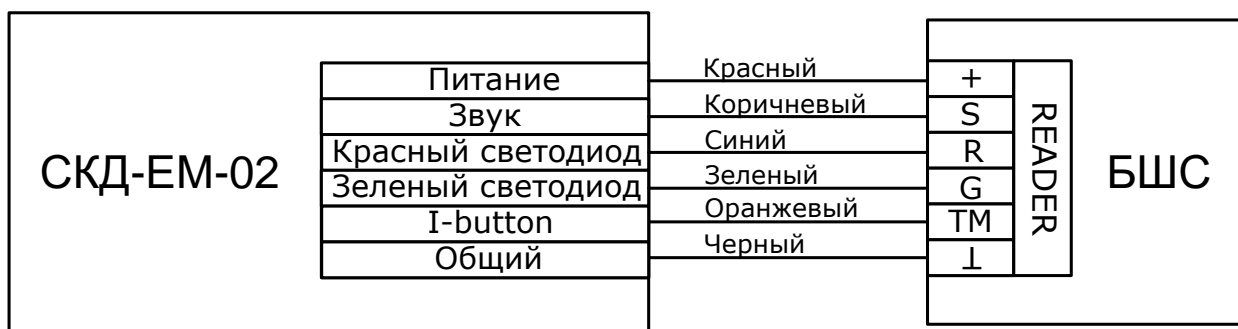 СКД-ЕМ-02
Питание
Звук
Красный светодиод
Зеленый светодиод
I-button
Общий
Красный
Коричневый
Синий
Зеленый
Оранжевый
Черный
+
S
R
G
TM
⊥
READER
БШС